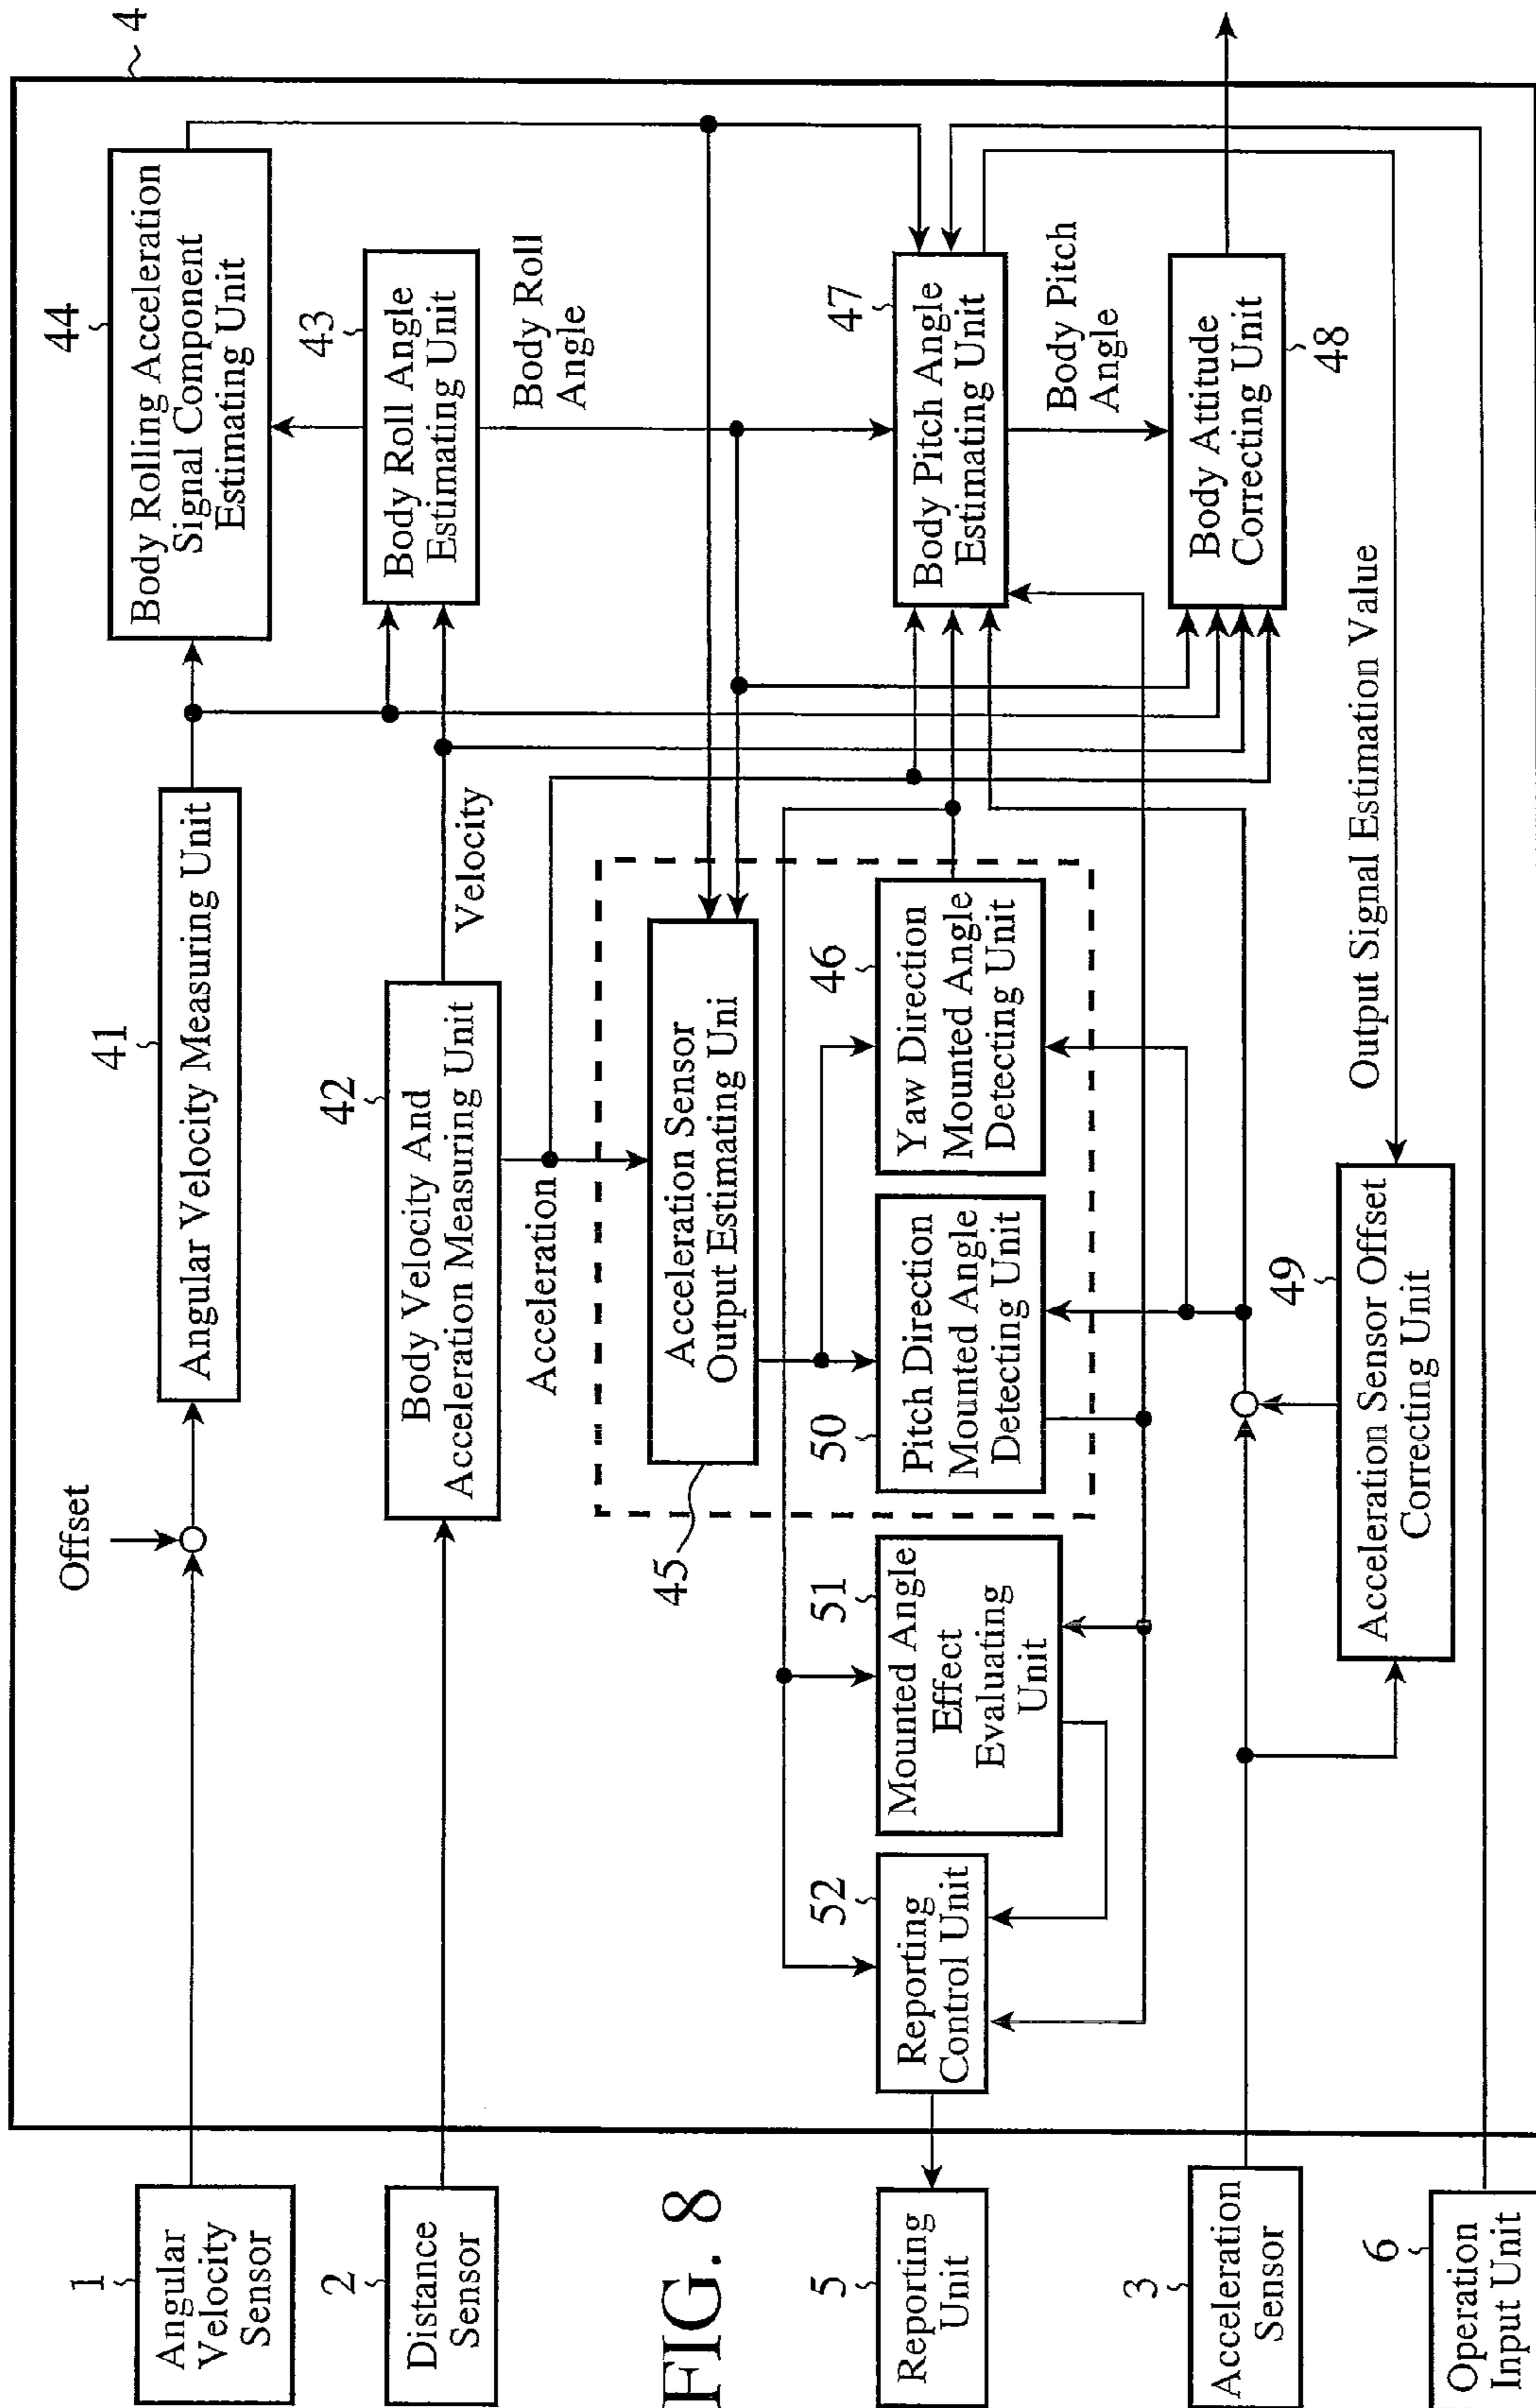 4
44
Body Rolling Acceleration
Signal Component
Estimating Unit
43
Body Roll Angle
Estimating Unit
Body Roll
Angle
47
Body Pitch Angle
Estimating Unit
Body Pitch
Angle
Body Attitude
Correcting Unit
48
41
Angular Velocity Measuring Unit
42
Body Velocity And
Acceleration Measuring Unit
Velocity
Acceleration
Acceleration Sensor
Output Estimating Uni
45
46
Yaw Direction
Mounted Angle
Detecting Unit
50
Pitch Direction
Mounted Angle
Detecting Unit
49
Acceleration Sensor Offset
Correcting Unit
Output Signal Estimation Value
Offset
51
Mounted Angle
Effect
Evaluating
Unit
52
Reporting
Control Unit
1
Angular
Velocity
Sensor
2
Distance
Sensor
FIG. 8
5
Reporting
Unit
3
Acceleration
Sensor
6
Operation
Input Unit